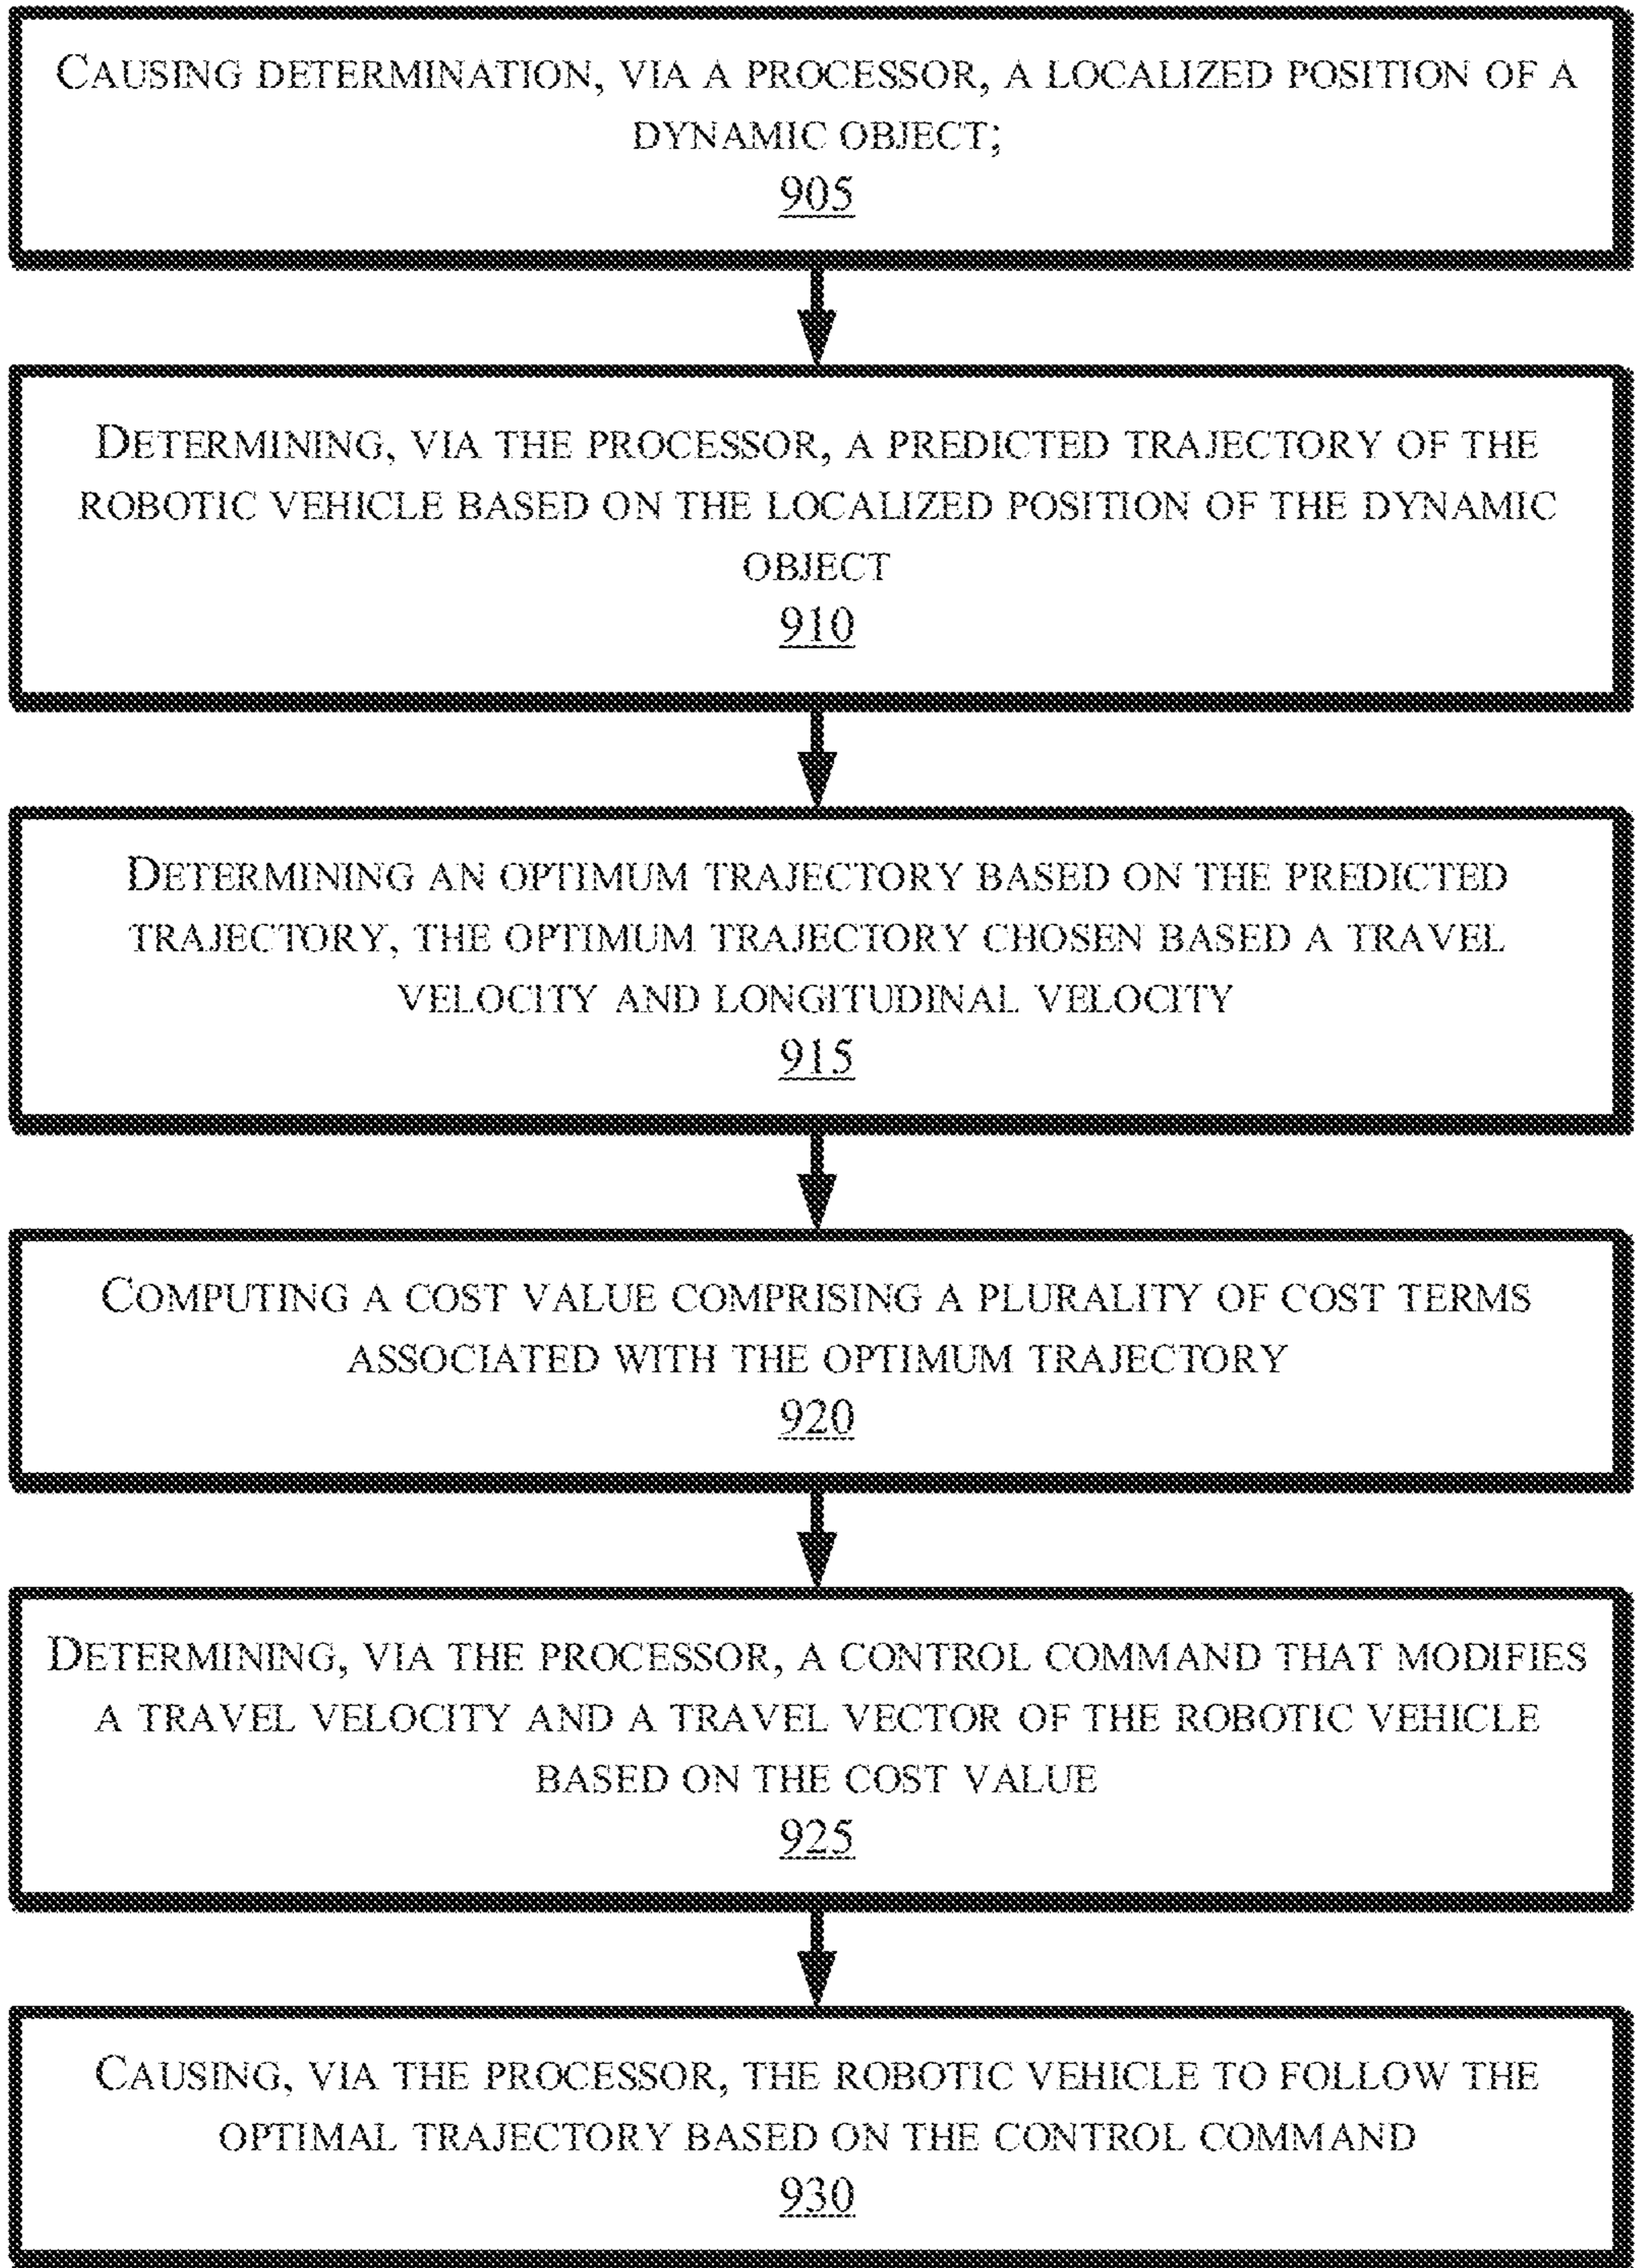 CAUSING DETERMINATION, VIA A PROCESSOR, A LOCALIZED POSITION OF A
DYNAMIC OBJECT;
905
DETERMINING, VIA THE PROCESSOR, A PREDICTED TRAJECTORY OF THE
ROBOTIC VEHICLE BASED ON THE LOCALIZED POSITION OF THE DYNAMIC
OBJECT
910
DETERMINING AN OPTIMUM TRAJECTORY BASED ON THE PREDICTED
TRAJECTORY, THE OPTIMUM TRAJECTORY CHOSEN BASED A TRAVEL
VELOCITY AND LONGITUDINAL VELOCITY
915
COMPUTING A COST VALUE COMPRISING A PLURALITY OF COST TERMS
ASSOCIATED WITH THE OPTIMUM TRAJECTORY
920
DETERMINING, VIA THE PROCESSOR, A CONTROL COMMAND THAT MODIFIES
A TRAVEL VELOCITY AND A TRAVEL VECTOR OF THE ROBOTIC VEHICLE
BASED ON THE COST VALUE
925
CAUSING, VIA THE PROCESSOR, THE ROBOTIC VEHICLE TO FOLLOW THE
OPTIMAL TRAJECTORY BASED ON THE CONTROL COMMAND
930